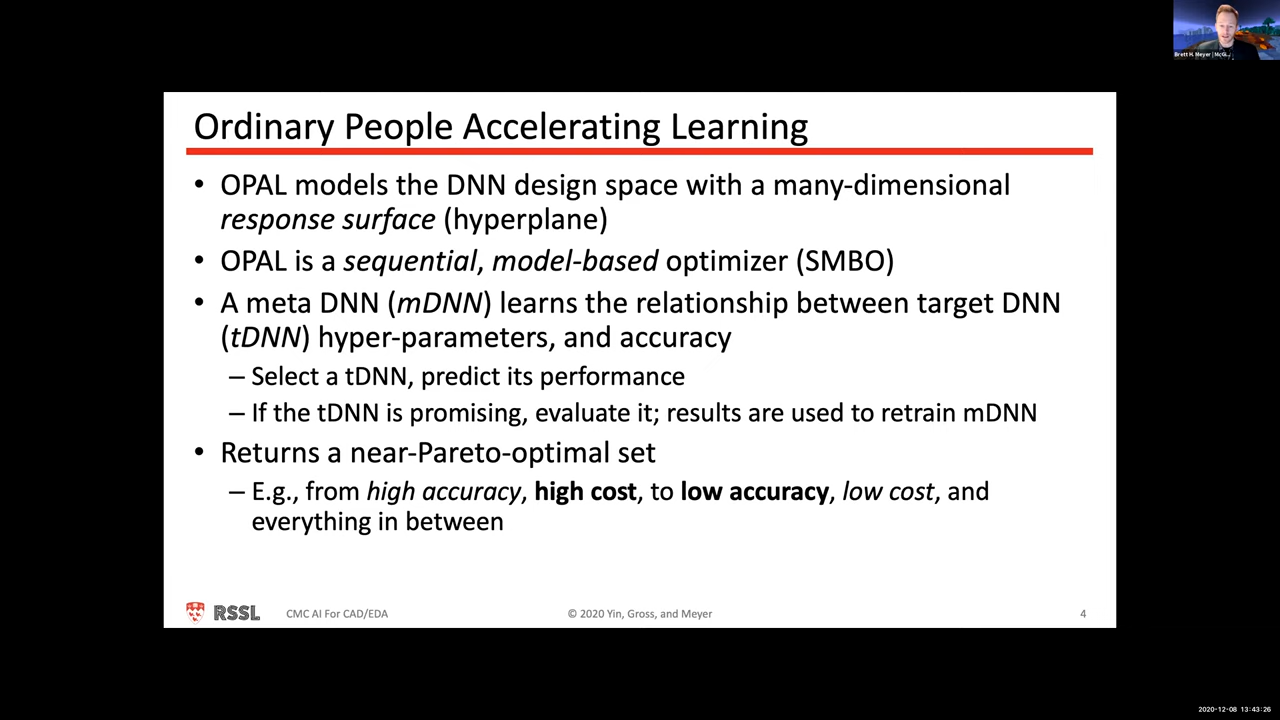 Brett H. Meyer | McG...
Ordinary People Accelerating Learning
• OPAL models the DNN design space with a many-dimensional
response surface (hyperplane)
• OPAL is a sequential, model-based optimizer (SMBO)
• A meta DNN (mDNN) learns the relationship between target DNN
(tDNN) hyper-parameters, and accuracy
– Select a tDNN, predict its performance
– If the tDNN is promising, evaluate it; results are used to retrain mDNN
• Returns a near-Pareto-optimal set
– E.g., from high accuracy, high cost, to low accuracy, low cost, and
everything in between
RSSL CMC AI For CAD/EDA © 2020 Yin, Gross, and Meyer 4
2020-12-08 13:43:26